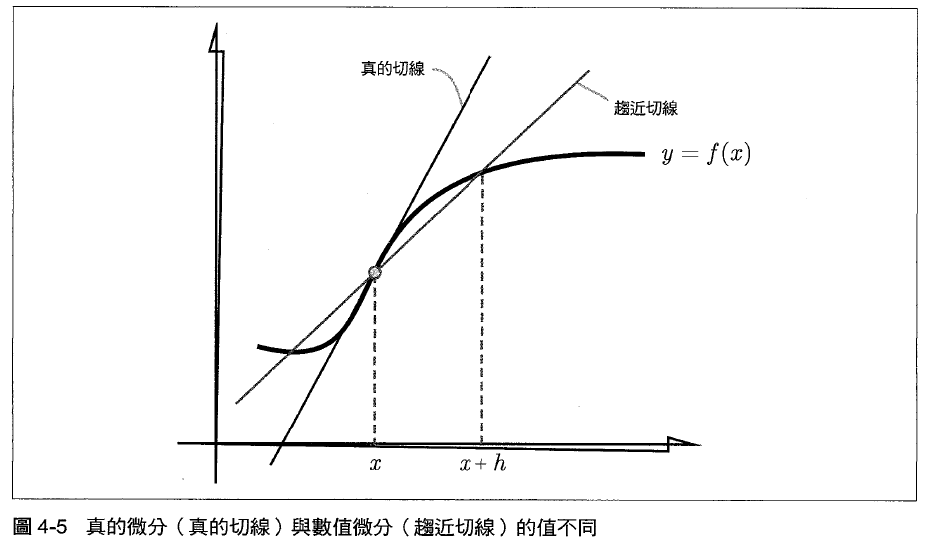 真的切線
趨近切線
y = f(x)
x
x + h
圖 4-5 真的微分（真的切線）與數值微分（趨近切線）的值不同